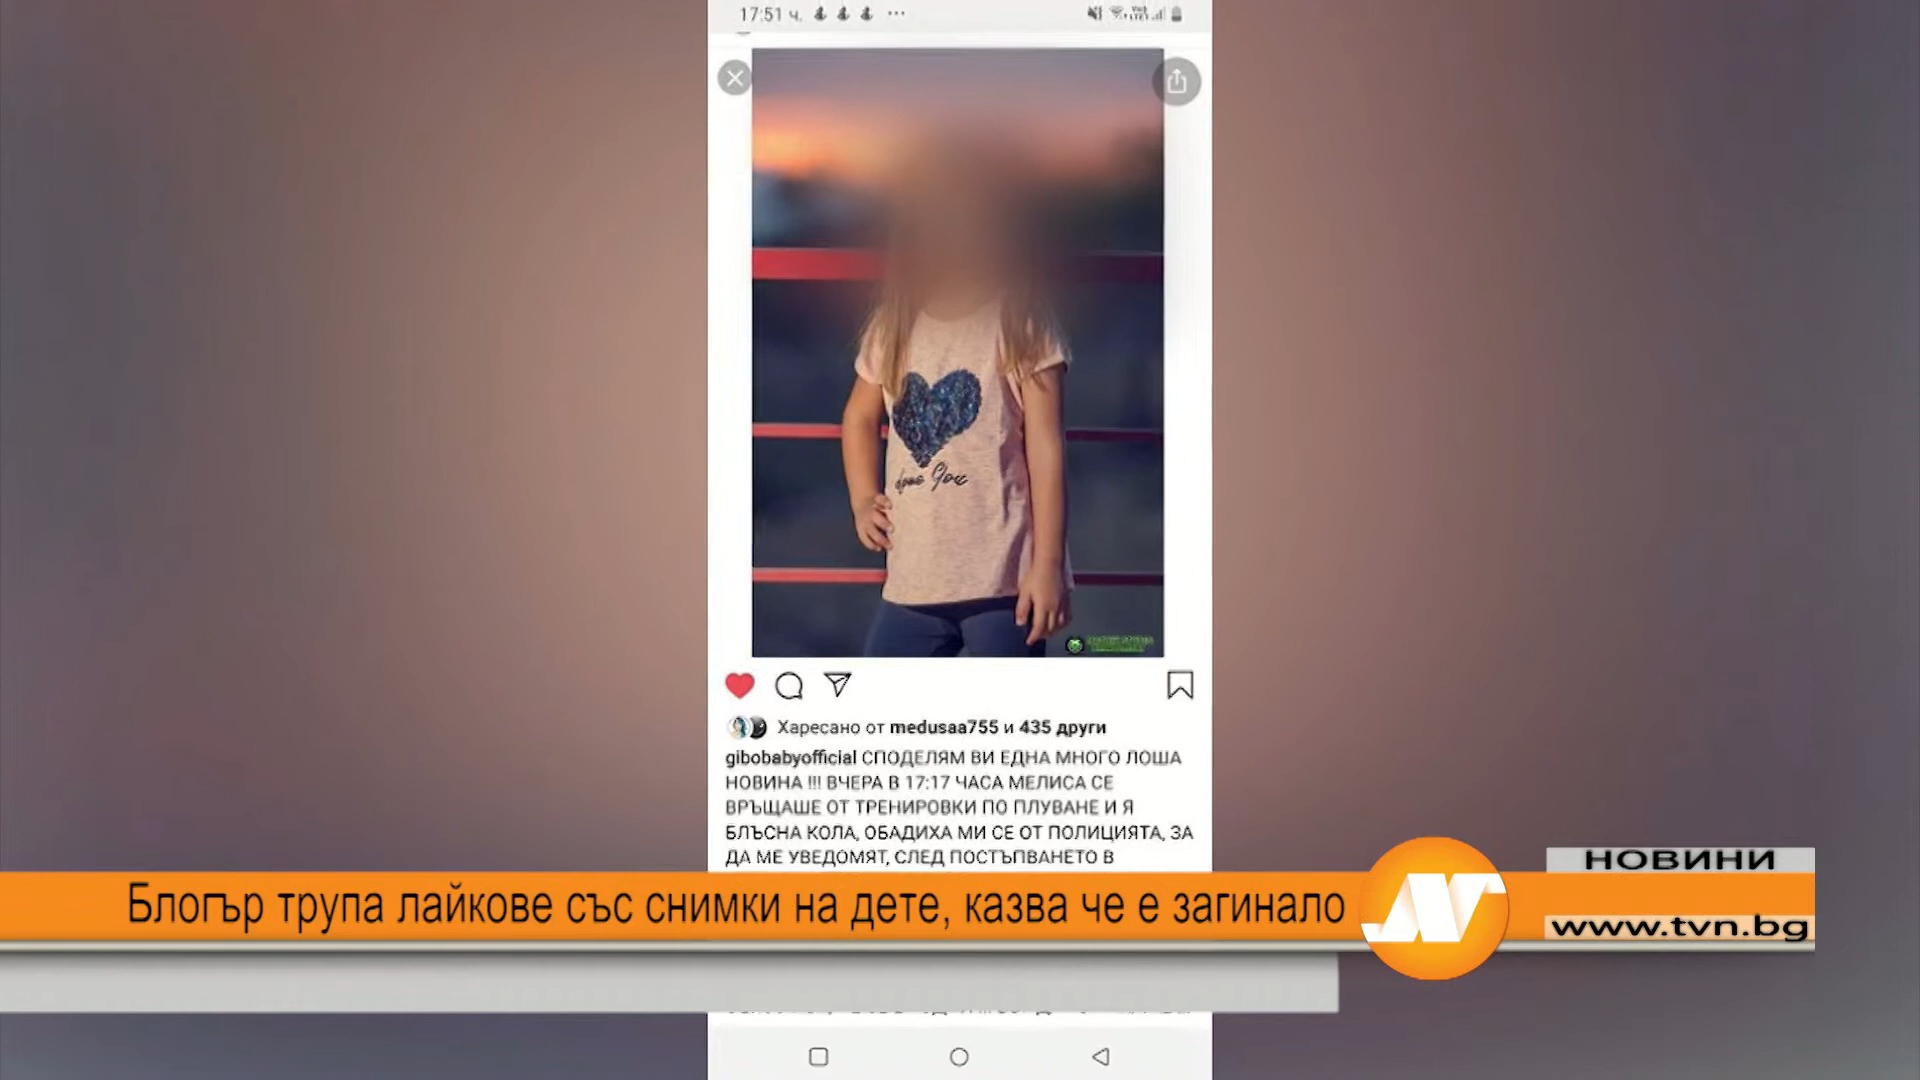 17:51 ч.
Love You
Харесано от medusaa755 и 435 други
gibobabyofficial СПОДЕЛЯМ ВИ ЕДНА МНОГО ЛОША
НОВИНА !!! ВЧЕРА В 17:17 ЧАСА МЕЛИСА СЕ
ВРЪЩАШЕ ОТ ТРЕНИРОВКИ ПО ПЛУВАНЕ И Я
БЛЪСНА КОЛА, ОБАДИХА МИ СЕ ОТ ПОЛИЦИЯТА, ЗА
ДА МЕ УВЕДОМЯТ, СЛЕД ПОСТЪПВАНЕТО В
Блогър трупа лайкове със снимки на дете, казва че е загинало
НОВИНИ
www.tvn.bg